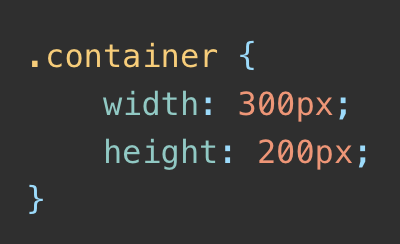 .container {
    width: 300px;
    height: 200px;
}